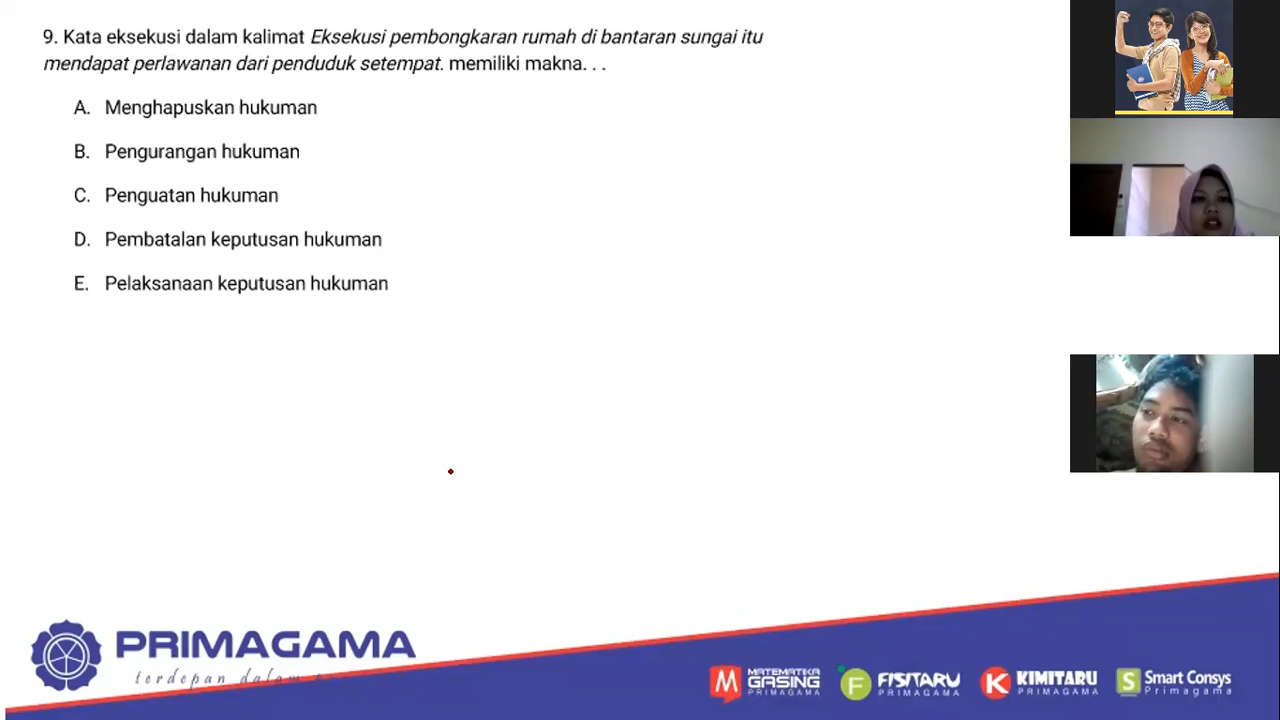 9. Kata eksekusi dalam kalimat Eksekusi pembongkaran rumah di bantaran sungai itu
mendapat perlawanan dari penduduk setempat. memiliki makna. . .
A. Menghapuskan hukuman
B. Pengurangan hukuman
C. Penguatan hukuman
D. Pembatalan keputusan hukuman
E. Pelaksanaan keputusan hukuman
PRIMAGAMA
terdepan dalam
M MATEMATIKA
GASING
PRIMAGAMA
F FISITARU
PRIMAGAMA
K KIMITARU
PRIMAGAMA
S Smart Consys
Primagama